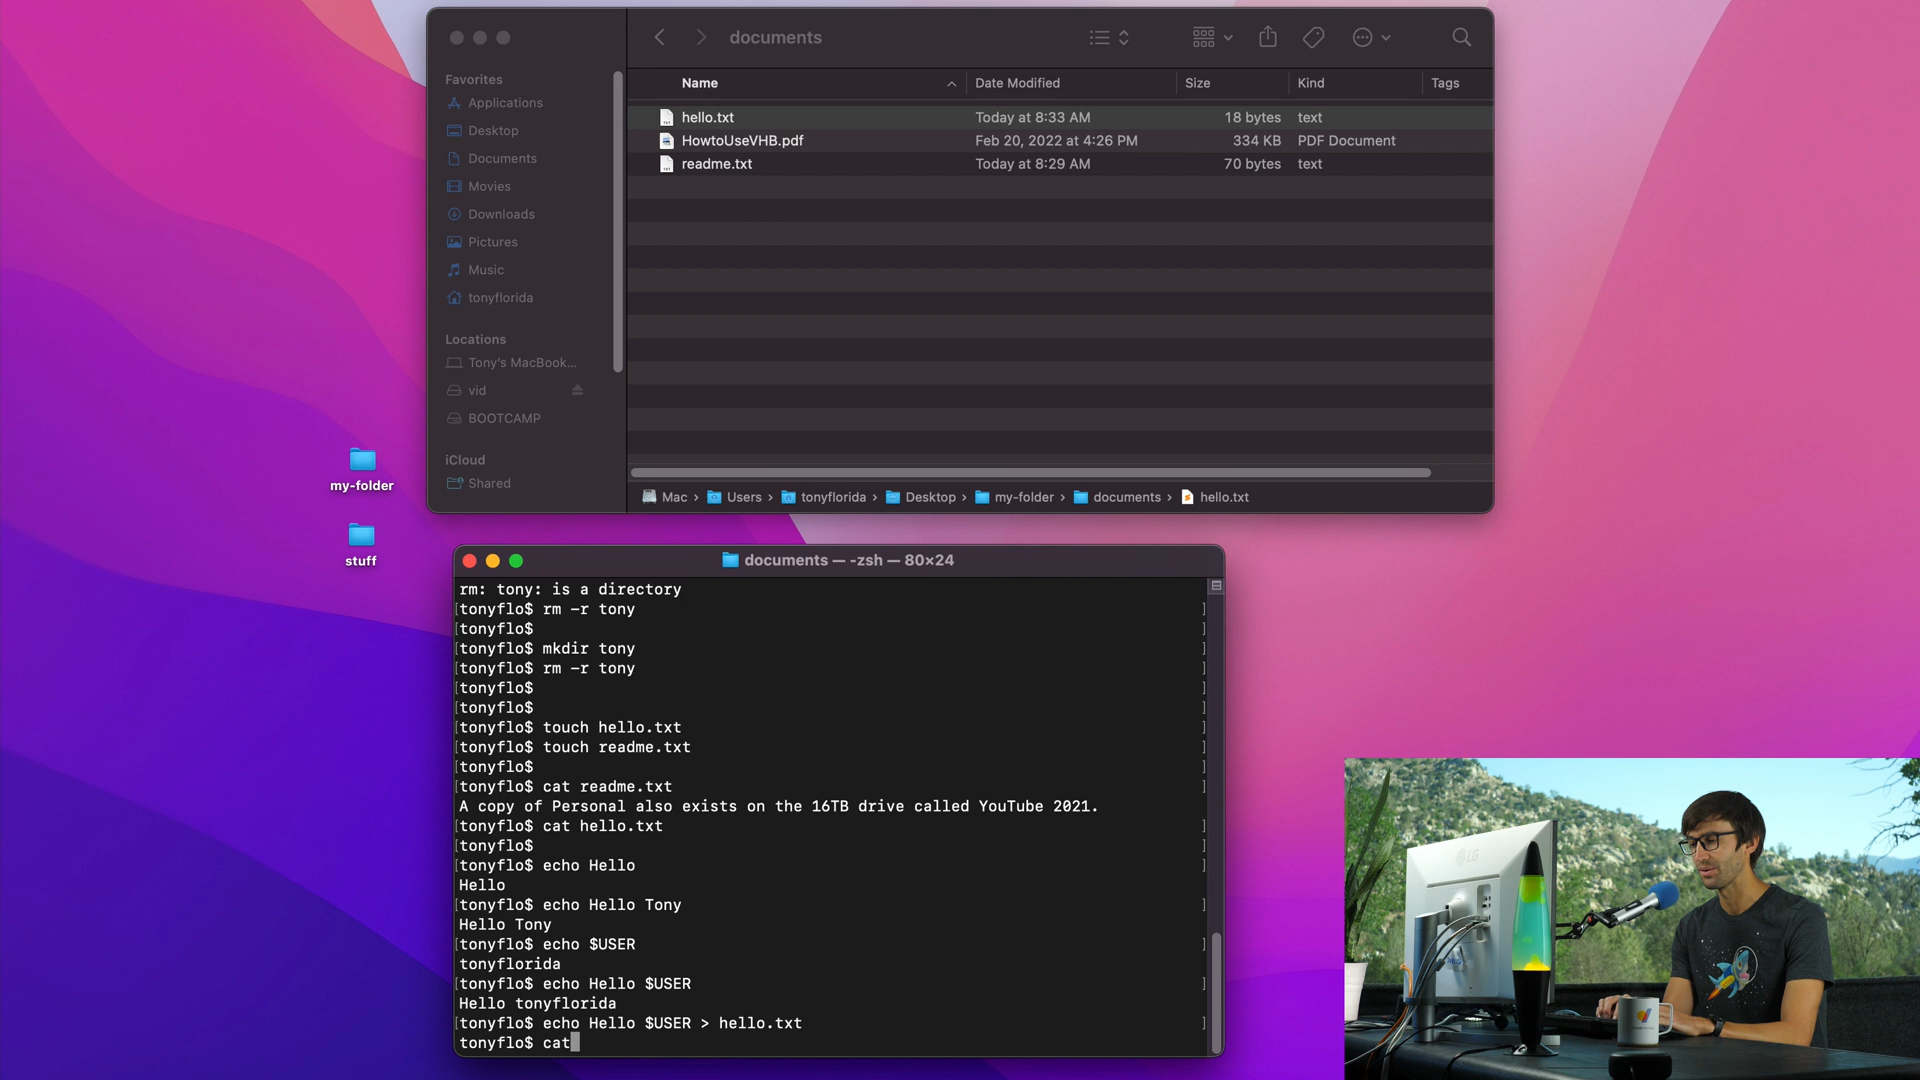 documents
Favorites
Applications
Desktop
Documents
Movies
Downloads
Pictures
Music
tonyflorida
Locations
Tony's MacBook...
vid
BOOTCAMP
iCloud
Shared
Name Date Modified Size Kind Tags
hello.txt Today at 8:33 AM 18 bytes text
HowtoUseVHB.pdf Feb 20, 2022 at 4:26 PM 334 KB PDF Document
readme.txt Today at 8:29 AM 70 bytes text
Mac › Users › tonyflorida › Desktop › my-folder › documents › hello.txt
my-folder
stuff
documents — -zsh — 80×24
rm: tony: is a directory
[tonyflo$ rm -r tony ]
[tonyflo$ ]
[tonyflo$ mkdir tony ]
[tonyflo$ rm -r tony ]
[tonyflo$ ]
[tonyflo$ ]
[tonyflo$ touch hello.txt ]
[tonyflo$ touch readme.txt ]
[tonyflo$ ]
[tonyflo$ cat readme.txt ]
A copy of Personal also exists on the 16TB drive called YouTube 2021.
[tonyflo$ cat hello.txt ]
[tonyflo$ ]
[tonyflo$ echo Hello ]
Hello
[tonyflo$ echo Hello Tony ]
Hello Tony
[tonyflo$ echo $USER ]
tonyflorida
[tonyflo$ echo Hello $USER ]
Hello tonyflorida
[tonyflo$ echo Hello $USER > hello.txt ]
tonyflo$ cat
LG